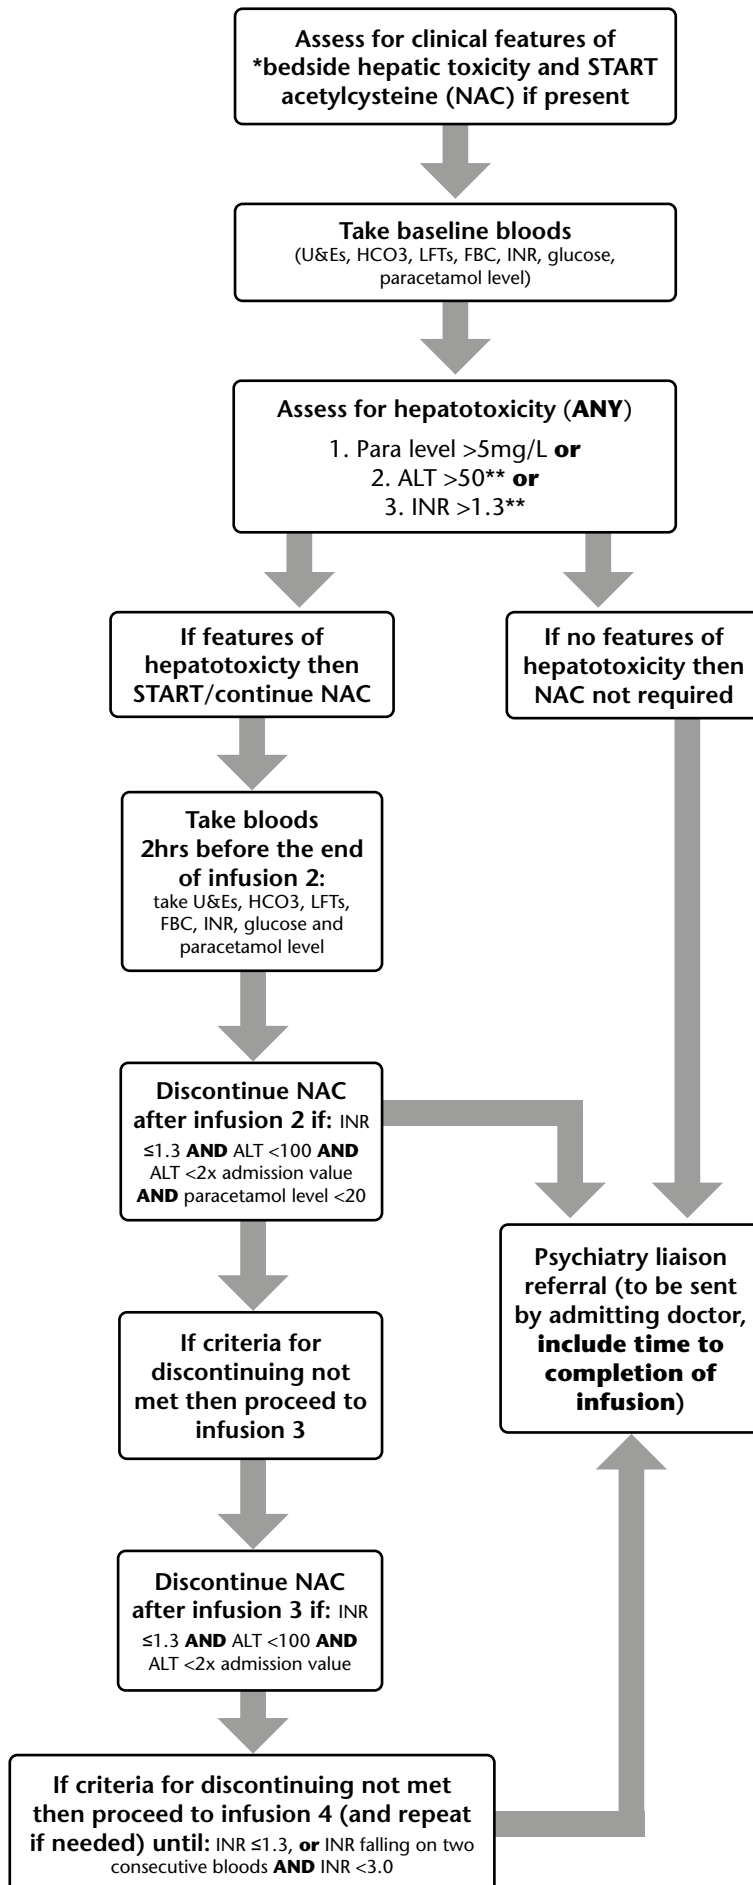 Assess for clinical features of
*bedside hepatic toxicity and START
acetylcysteine (NAC) if present
Take baseline bloods
(U&Es, HCO3, LFTs, FBC, INR, glucose,
paracetamol level)
Assess for hepatotoxicity (ANY)
1. Para level >5mg/L or
2. ALT >50** or
3. INR >1.3**
If features of
hepatotoxicty then
START/continue NAC
If no features of
hepatotoxicity then
NAC not required
Take bloods
2hrs before the end
of infusion 2:
take U&Es, HCO3, LFTs,
FBC, INR, glucose and
paracetamol level
Discontinue NAC
after infusion 2 if: INR
≤1.3 AND ALT <100 AND
ALT <2x admission value
AND paracetamol level <20
Psychiatry liaison
referral (to be sent
by admitting doctor,
include time to
completion of
infusion)
If criteria for
discontinuing not
met then proceed to
infusion 3
Discontinue NAC
after infusion 3 if: INR
≤1.3 AND ALT <100 AND
ALT <2x admission value
If criteria for discontinuing not met
then proceed to infusion 4 (and repeat
if needed) until: INR ≤1.3, or INR falling on two
consecutive bloods AND INR <3.0